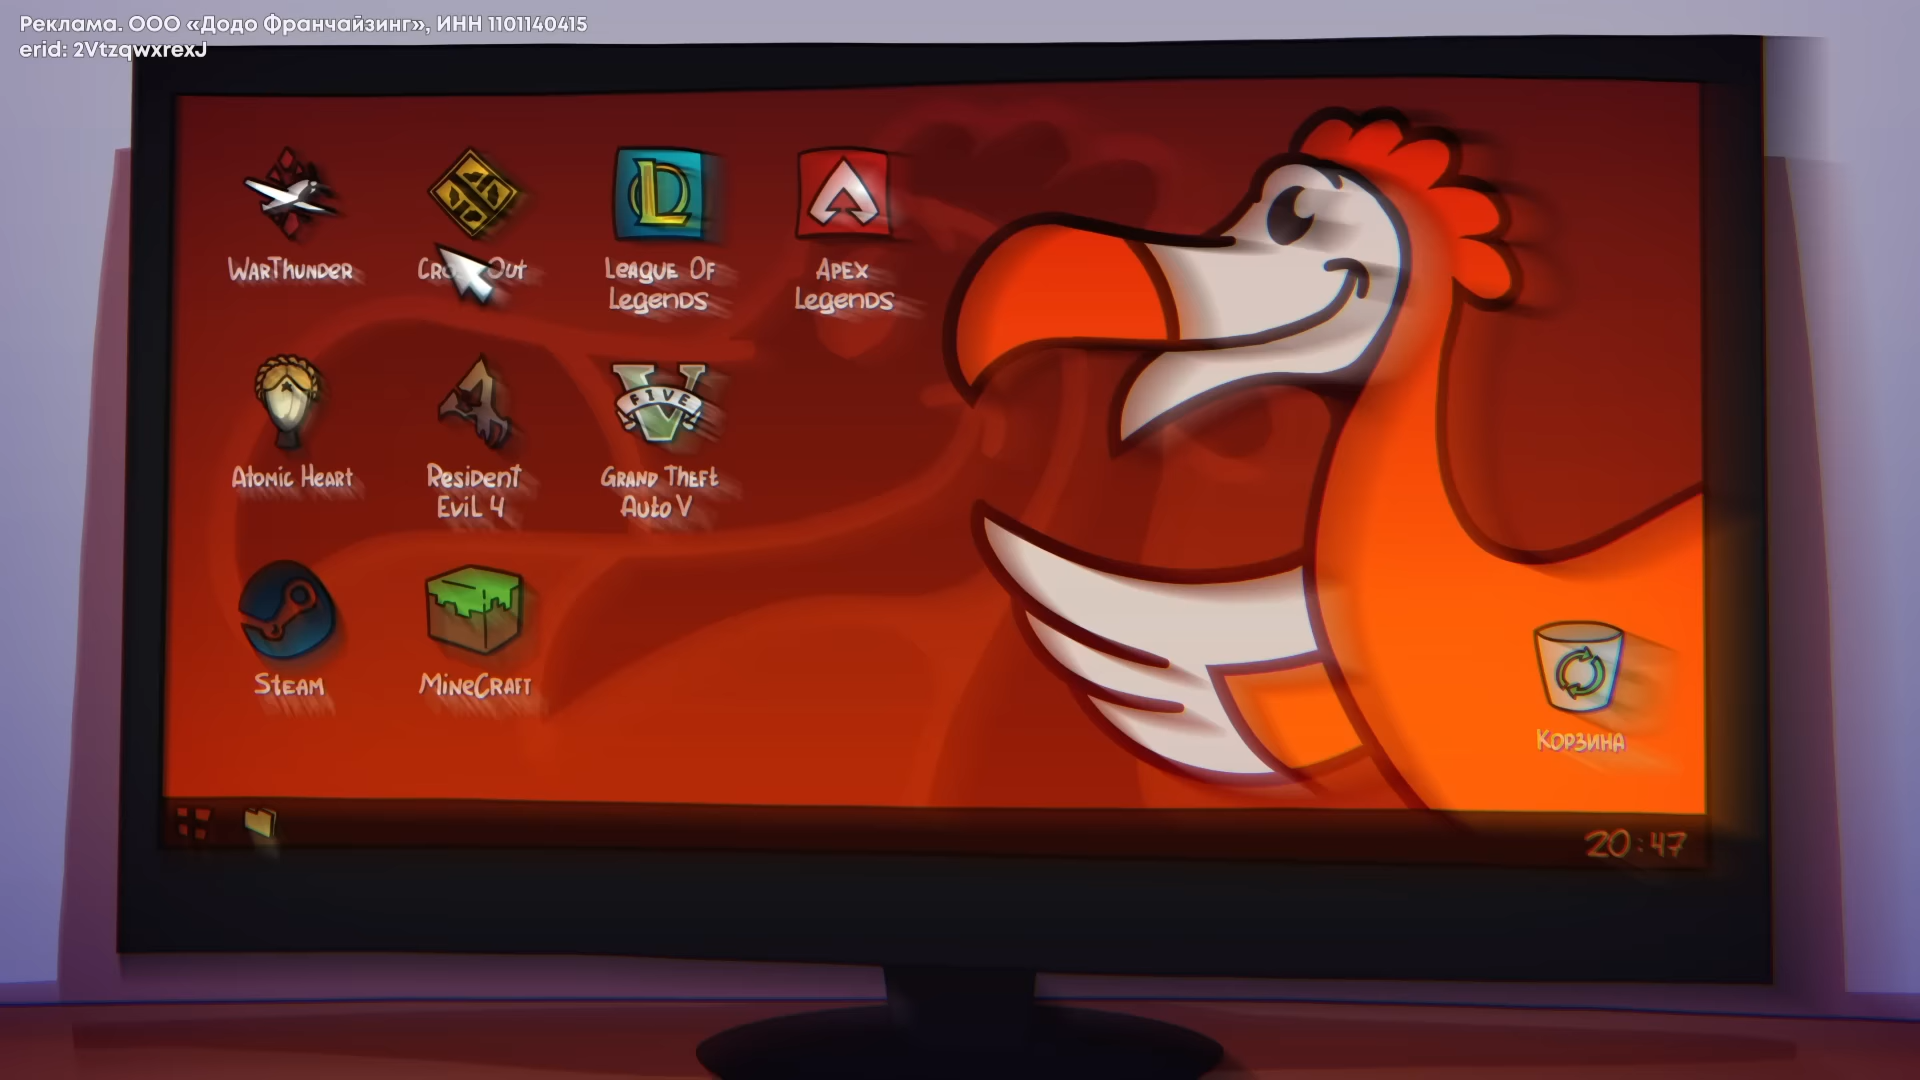 Реклама. ООО «Додо Франчайзинг», ИНН 1101140415
erid: 2VtzqwxrexJ
WarThunder
Out
League Of
Legends
Apex
Legends
Atomic Heart
Resident
Evil 4
FIVE
V
Grand Theft
Auto V
Steam
MineCraft
Корзина
20:47